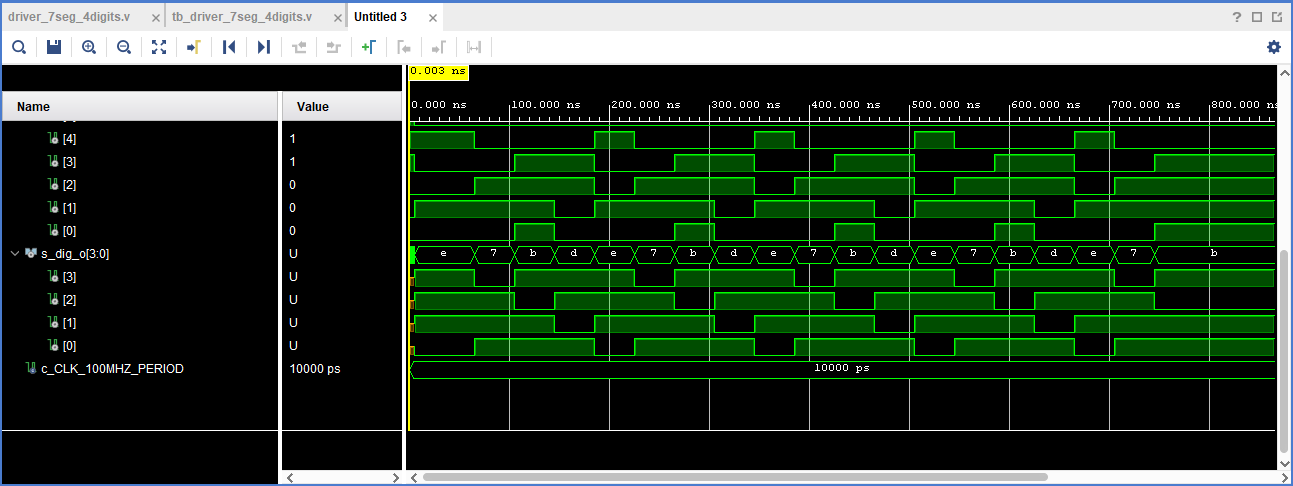 driver_7seg_4digits.v × tb_driver_7seg_4digits.v × Untitled 3 × ?
0.003 ns
Name Value
0.000 ns 100.000 ns 200.000 ns 300.000 ns 400.000 ns 500.000 ns 600.000 ns 700.000 ns 800.000
[4] 1
[3] 1
[2] 0
[1] 0
[0] 0
s_dig_o[3:0] U e 7 b d e 7 b d e 7 b d e 7 b d e 7 b
[3] U
[2] U
[1] U
[0] U
c_CLK_100MHZ_PERIOD 10000 ps 10000 ps